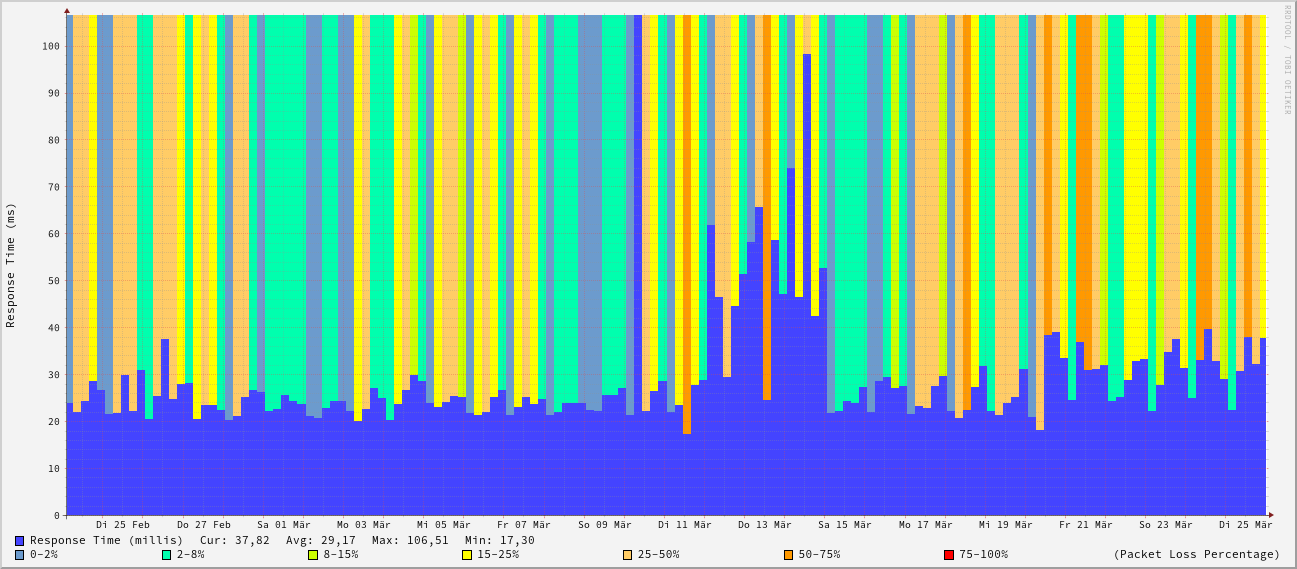 RRDTOOL / TOBI OETIKER
Response Time (ms)
100
90
80
70
60
50
40
30
20
10
0
Di 25 Feb Do 27 Feb Sa 01 Mär Mo 03 Mär Mi 05 Mär Fr 07 Mär So 09 Mär Di 11 Mär Do 13 Mär Sa 15 Mär Mo 17 Mär Mi 19 Mär Fr 21 Mär So 23 Mär Di 25 Mär
Response Time (millis) Cur: 37,82 Avg: 29,17 Max: 106,51 Min: 17,30
0-2% 2-8% 8-15% 15-25% 25-50% 50-75% 75-100% (Packet Loss Percentage)